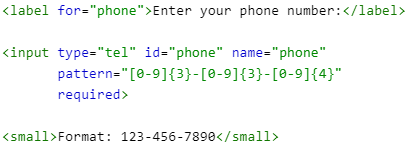 <label for="phone">Enter your phone number:</label>
<input type="tel" id="phone" name="phone"
pattern="[0-9]{3}-[0-9]{3}-[0-9]{4}"
required>
<small>Format: 123-456-7890</small>